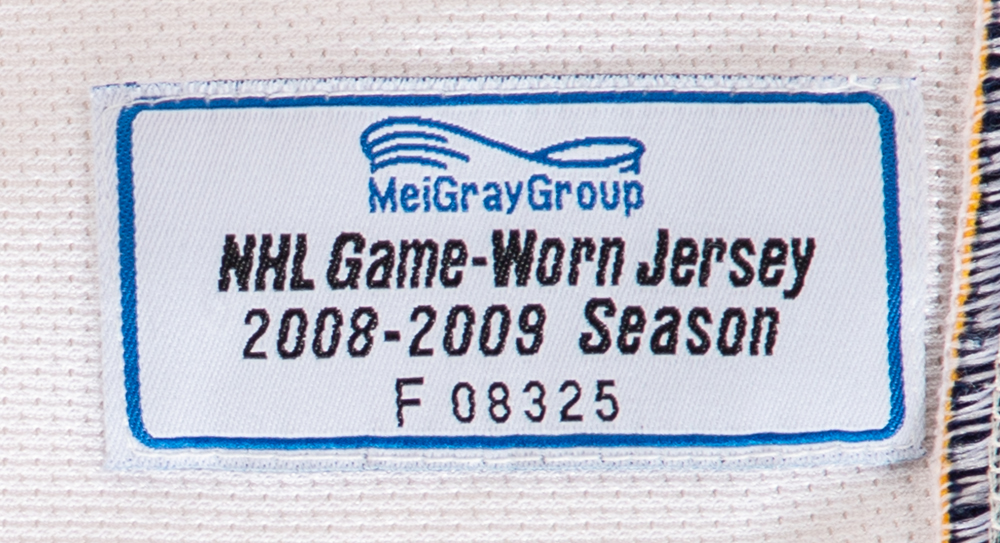 MeiGrayGroup
NHL Game-Worn Jersey
2008-2009 Season
F 08325